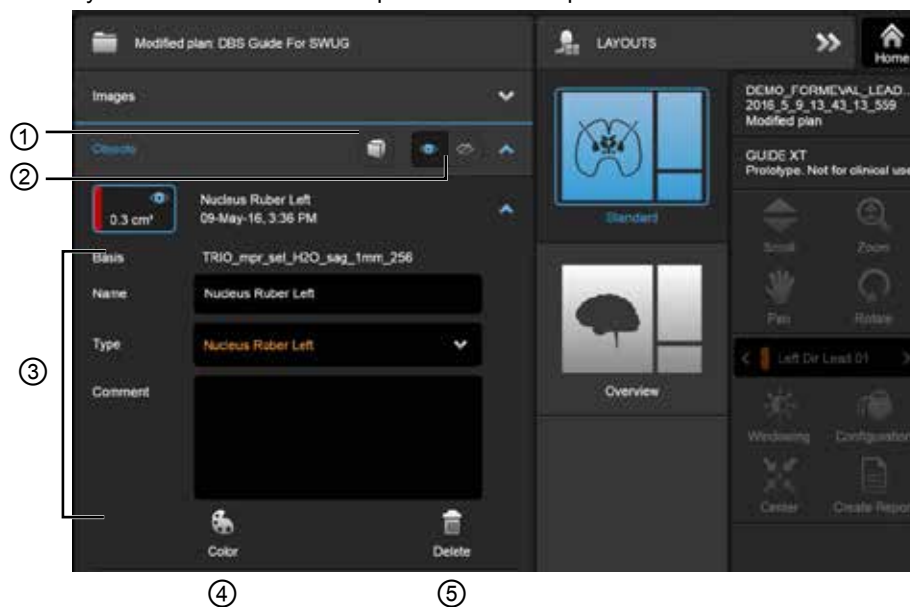 Modified plan: DBS Guide For SWUG
Images
①
Objects
②
0.3 cm³
Nucleus Ruber Left
09-May-16, 3:36 PM
Basis
TRIO_mpr_sel_H2O_sag_1mm_256
Name
Nucleus Ruber Left
Type
Nucleus Ruber Left
③
Comment
Color
Delete
④
⑤
LAYOUTS
Standard
Overview
Home
DEMO_FORMEVAL_LEAD...
2016_5_9_13_43_13_559
Modified plan
GUIDE XT
Prototype. Not for clinical use
Scroll
Zoom
Pan
Rotate
Left Dir Lead 01
Windowing
Configuration
Center
Create Report